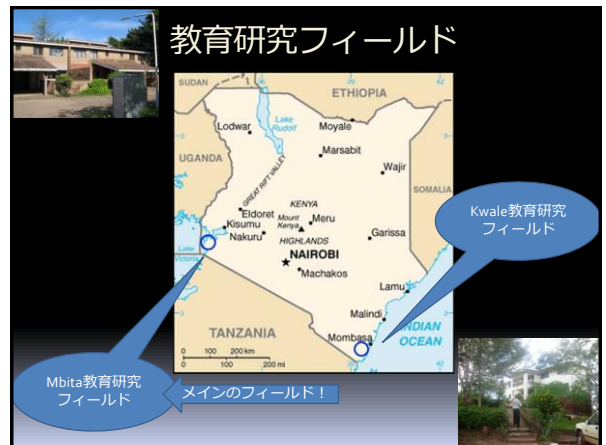 教育研究フィールド
SUDAN
ETHIOPIA
Lake
Rudolf
Lodwar
Moyale
Marsabit
UGANDA
Wajir
GREAT RIFT VALLEY
SOMALIA
KENYA
Eldoret
Mount
Kenya
Meru
Kisumu
Nakuru
HIGHLANDS
Garissa
Lake
Victoria
NAIROBI
Machakos
Lamu
Malindi
TANZANIA
Mombasa
INDIAN
OCEAN
0 100 200 km
0 100 200 mi
Kwale教育研究
フィールド
Mbita教育研究
フィールド
メインのフィールド！